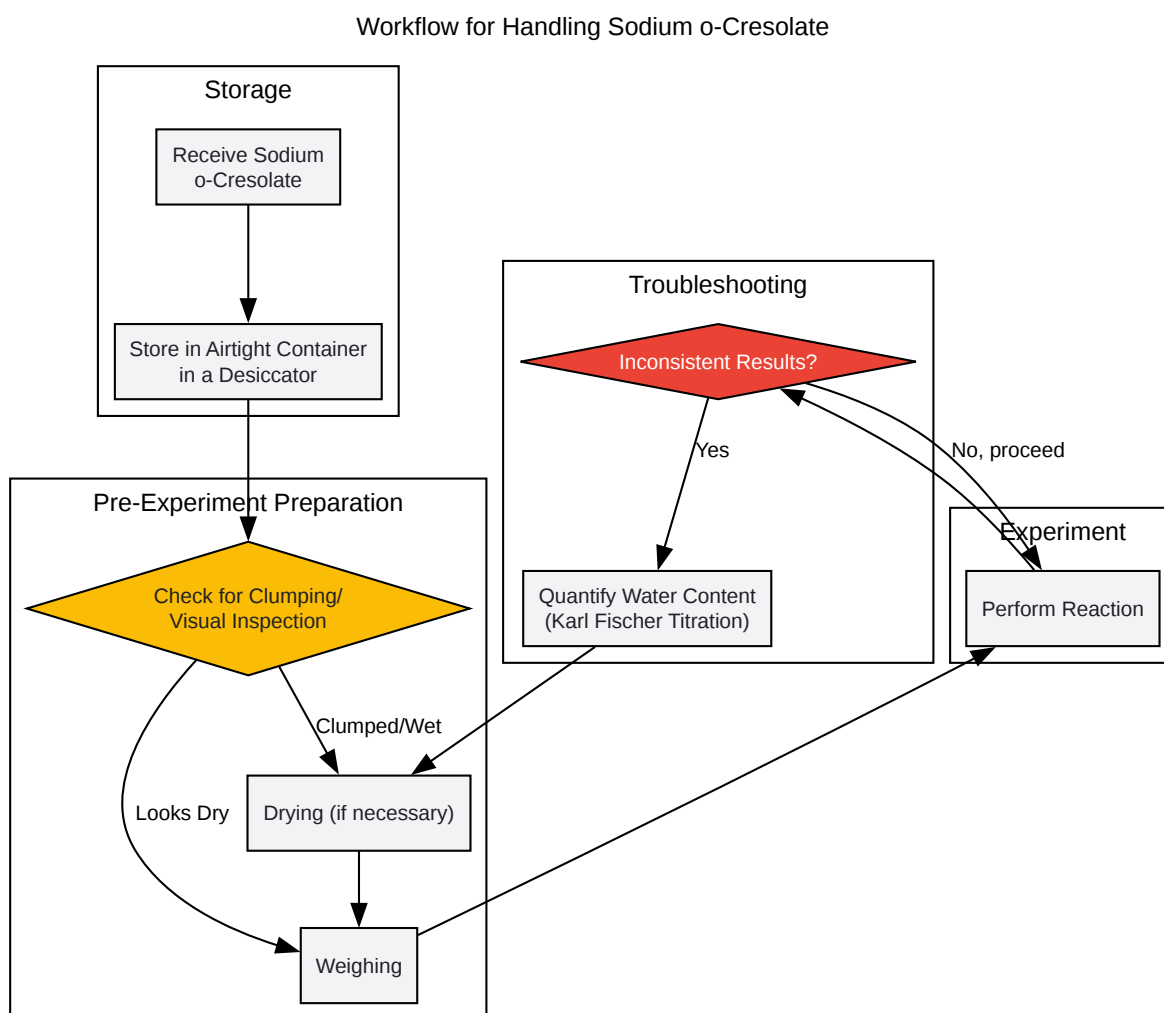 Workflow for Handling Sodium o-Cresolate
Storage
Receive Sodium
o-Cresolate
Store in Airtight Container
in a Desiccator
Troubleshooting
Inconsistent Results?
Yes
No, proceed
Quantify Water Content
(Karl Fischer Titration)
Experiment
Perform Reaction
Pre-Experiment Preparation
Check for Clumping/
Visual Inspection
Clumped/Wet
Looks Dry
Drying (if necessary)
Weighing